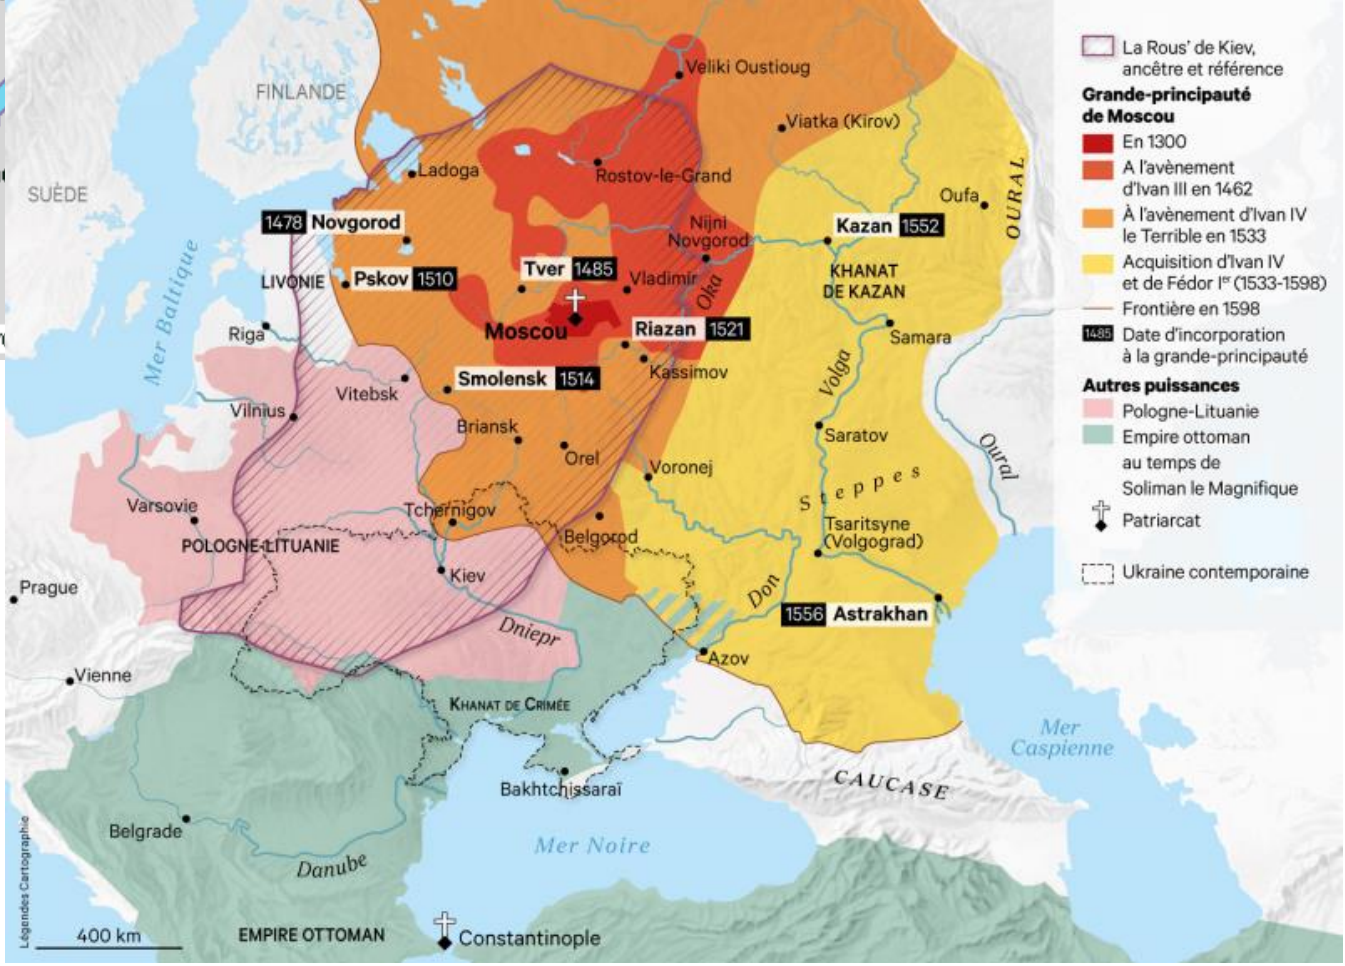 Veliki Oustioug
FINLANDE
Viatka (Kirov)
Ladoga
Rostov-le-Grand
SUÈDE
Oufa
OURAL
1478 Novgorod
Nijni
Novgorod
Kazan 1552
Mer Baltique
LIVONIE
Pskov 1510
Tver 1485
Vladimir
Oka
KHANAT
DE KAZAN
Riga
Moscou
Riazan 1521
Samara
Kassimov
Volga
Smolensk 1514
Vitebsk
Vilnius
Briansk
Orel
Saratov
Oural
Voronej
Steppes
Varsovie
Tchernigov
Tsaritsyne
(Volgograd)
Belgorod
POLOGNE-LITUANIE
Kiev
Prague
Don
1556 Astrakhan
Dniepr
Azov
Vienne
KHANAT DE CRIMÉE
Mer
Caspienne
CAUCASE
Bakhtchissaraï
Belgrade
Mer Noire
Danube
Légendes Cartographie
400 km
EMPIRE OTTOMAN
Constantinople
La Rous’ de Kiev,
ancêtre et référence
Grande-principauté
de Moscou
En 1300
A l’avènement
d’Ivan III en 1462
À l’avènement d’Ivan IV
le Terrible en 1533
Acquisition d’Ivan IV
et de Fédor Ier (1533-1598)
Frontière en 1598
1485 Date d’incorporation
à la grande-principauté
Autres puissances
Pologne-Lituanie
Empire ottoman
au temps de
Soliman le Magnifique
Patriarcat
Ukraine contemporaine